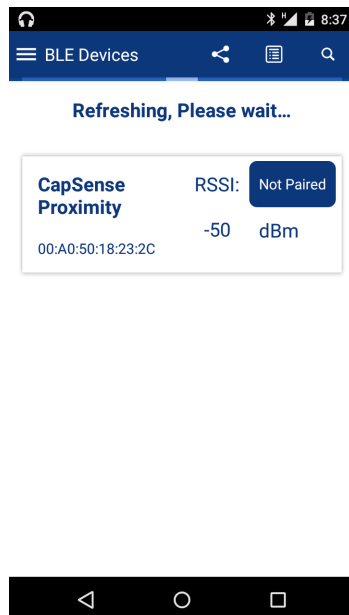 H 8:37
BLE Devices
Refreshing, Please wait...
CapSense
Proximity
RSSI:
Not Paired
-50 dBm
00:A0:50:18:23:2C